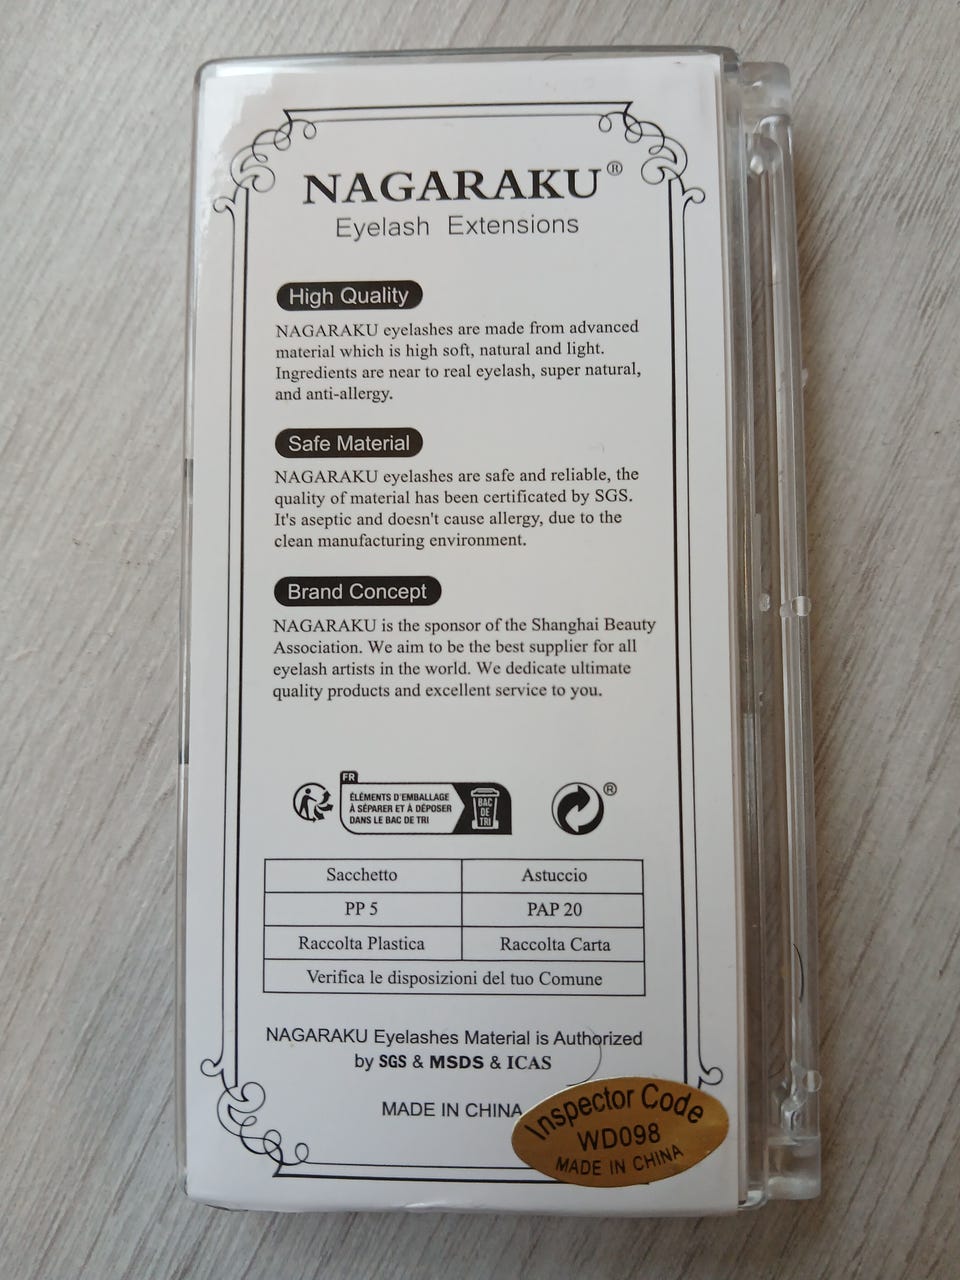 NAGARAKU®
Eyelash Extensions
High Quality
NAGARAKU eyelashes are made from advanced
material which is high soft, natural and light.
Ingredients are near to real eyelash, super natural,
and anti-allergy.
Safe Material
NAGARAKU eyelashes are safe and reliable, the
quality of material has been certificated by SGS.
It's aseptic and doesn't cause allergy, due to the
clean manufacturing environment.
Brand Concept
NAGARAKU is the sponsor of the Shanghai Beauty
Association. We aim to be the best supplier for all
eyelash artists in the world. We dedicate ultimate
quality products and excellent service to you.
FR
ÉLÉMENTS D'EMBALLAGE
À SÉPARER ET À DÉPOSER
DANS LE BAC DE TRI
BAC
DE
TRI
®
Sacchetto Astuccio
PP 5 PAP 20
Raccolta Plastica Raccolta Carta
Verifica le disposizioni del tuo Comune
NAGARAKU Eyelashes Material is Authorized
by SGS & MSDS & ICAS
MADE IN CHINA
Inspector Code
WD098
MADE IN CHINA